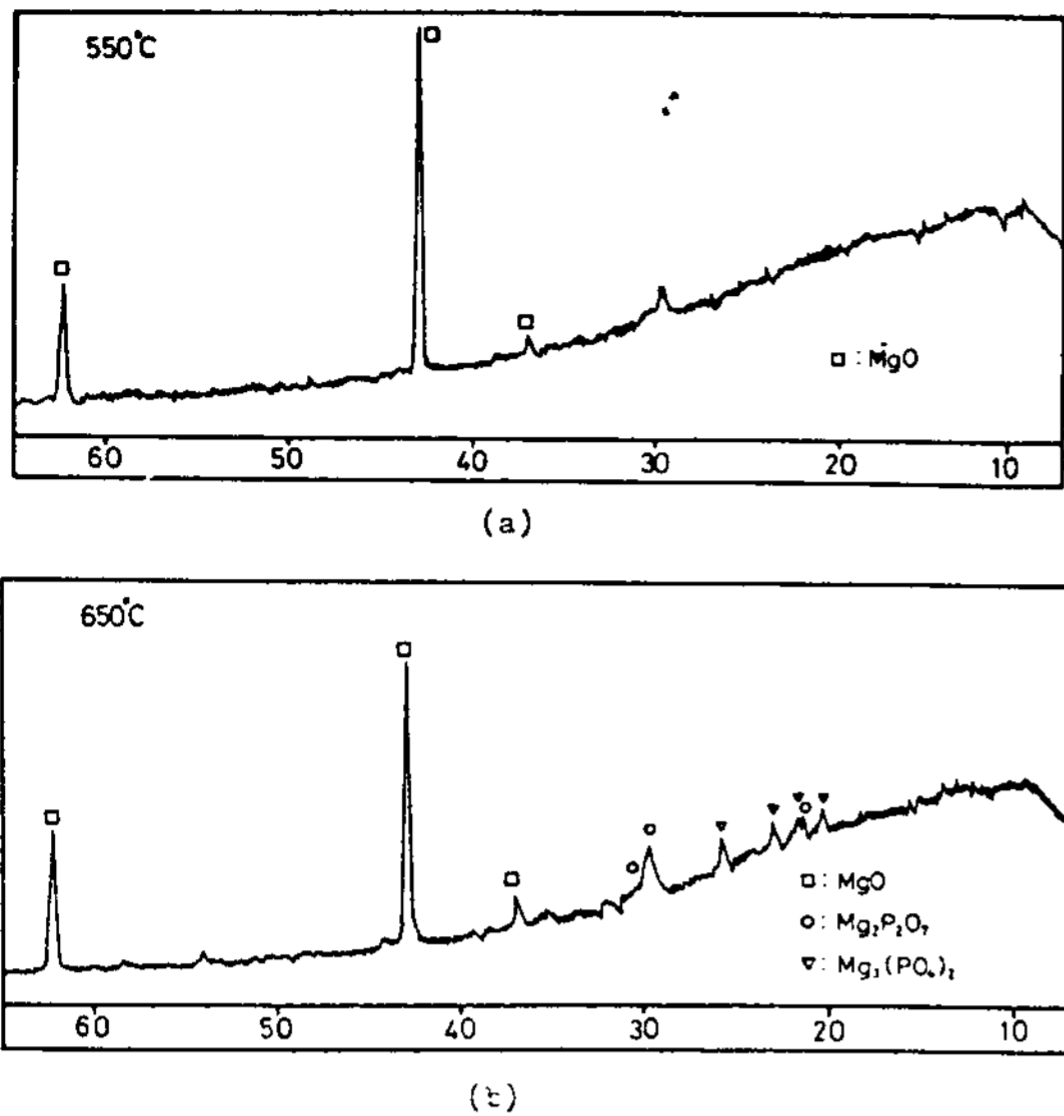 550°C
□
□
□
□ : MgO
60 50 40 30 20 10
(a)
650°C
□
□
□
○
○
▽
▽
▽
○
▽
□ : MgO
○ : Mg₂P₂O₇
▽ : Mg₃(PO₄)₂
60 50 40 30 20 10